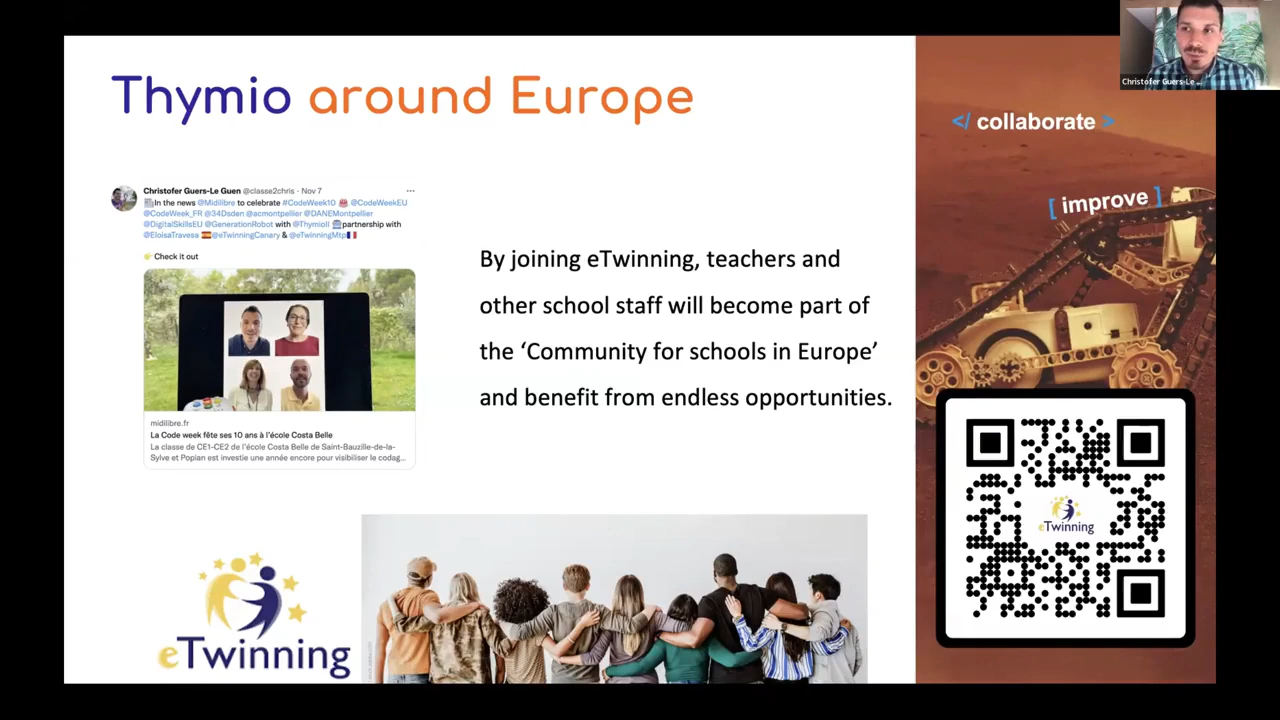 Thymio around Europe
Christofer Guers-Le ...
</ collaborate >
[ improve ]
Christofer Guers-Le Guen @classe2chris · Nov 7
In the news @Midilibre to celebrate #CodeWeek10 @CodeWeekEU
@CodeWeek_FR @34Dsden @acmontpellier @DANEMontpellier
@DigitalSkillsEU @GenerationRobot with @ThymioII partnership with
@EloisaTravesa @eTwinningCanary & @eTwinningMtp
Check it out
midilibre.fr
La Code week fête ses 10 ans à l'école Costa Belle
La classe de CE1-CE2 de l'école Costa Belle de Saint-Bauzille-de-la-
Sylve et Popian est investie une année encore pour visibiliser le codag...
By joining eTwinning, teachers and
other school staff will become part of
the ‘Community for schools in Europe’
and benefit from endless opportunities.
eTwinning
eTwinning